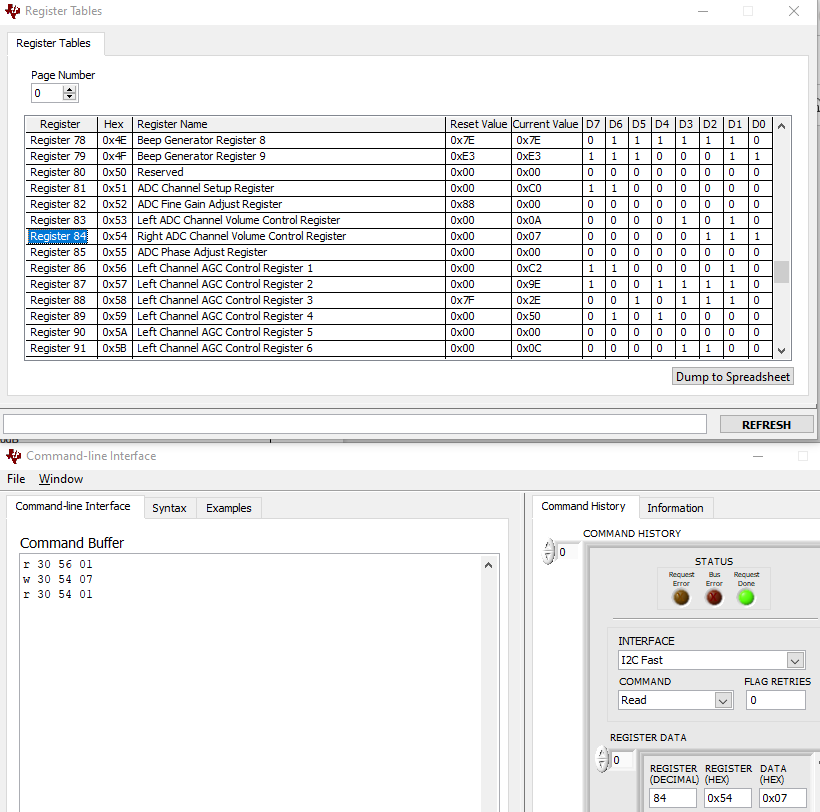 Register Tables
Register Tables
Page Number
0
Register Hex Register Name Reset Value Current Value D7 D6 D5 D4 D3 D2 D1 D0
Register 78 0x4E Beep Generator Register 8 0x7E 0x7E 0 1 1 1 1 1 1 0
Register 79 0x4F Beep Generator Register 9 0xE3 0xE3 1 1 1 0 0 0 1 1
Register 80 0x50 Reserved 0x00 0x00 0 0 0 0 0 0 0 0
Register 81 0x51 ADC Channel Setup Register 0x00 0xC0 1 1 0 0 0 0 0 0
Register 82 0x52 ADC Fine Gain Adjust Register 0x88 0x00 0 0 0 0 0 0 0 0
Register 83 0x53 Left ADC Channel Volume Control Register 0x00 0x0A 0 0 0 0 1 0 1 0
Register 84 0x54 Right ADC Channel Volume Control Register 0x00 0x07 0 0 0 0 0 1 1 1
Register 85 0x55 ADC Phase Adjust Register 0x00 0x00 0 0 0 0 0 0 0 0
Register 86 0x56 Left Channel AGC Control Register 1 0x00 0xC2 1 1 0 0 0 0 1 0
Register 87 0x57 Left Channel AGC Control Register 2 0x00 0x9E 1 0 0 1 1 1 1 0
Register 88 0x58 Left Channel AGC Control Register 3 0x7F 0x2E 0 0 1 0 1 1 1 0
Register 89 0x59 Left Channel AGC Control Register 4 0x00 0x50 0 1 0 1 0 0 0 0
Register 90 0x5A Left Channel AGC Control Register 5 0x00 0x00 0 0 0 0 0 0 0 0
Register 91 0x5B Left Channel AGC Control Register 6 0x00 0x0C 0 0 0 0 1 1 0 0
Dump to Spreadsheet
REFRESH
Command-line Interface
File Window
Command-line Interface Syntax Examples
Command Buffer
r 30 56 01
w 30 54 07
r 30 54 01
Command History Information
COMMAND HISTORY
0
STATUS
Request Error Bus Error Request Done
INTERFACE
I2C Fast
COMMAND FLAG RETRIES
Read 0
REGISTER DATA
0
REGISTER (DECIMAL) REGISTER (HEX) DATA (HEX)
84 0x54 0x07